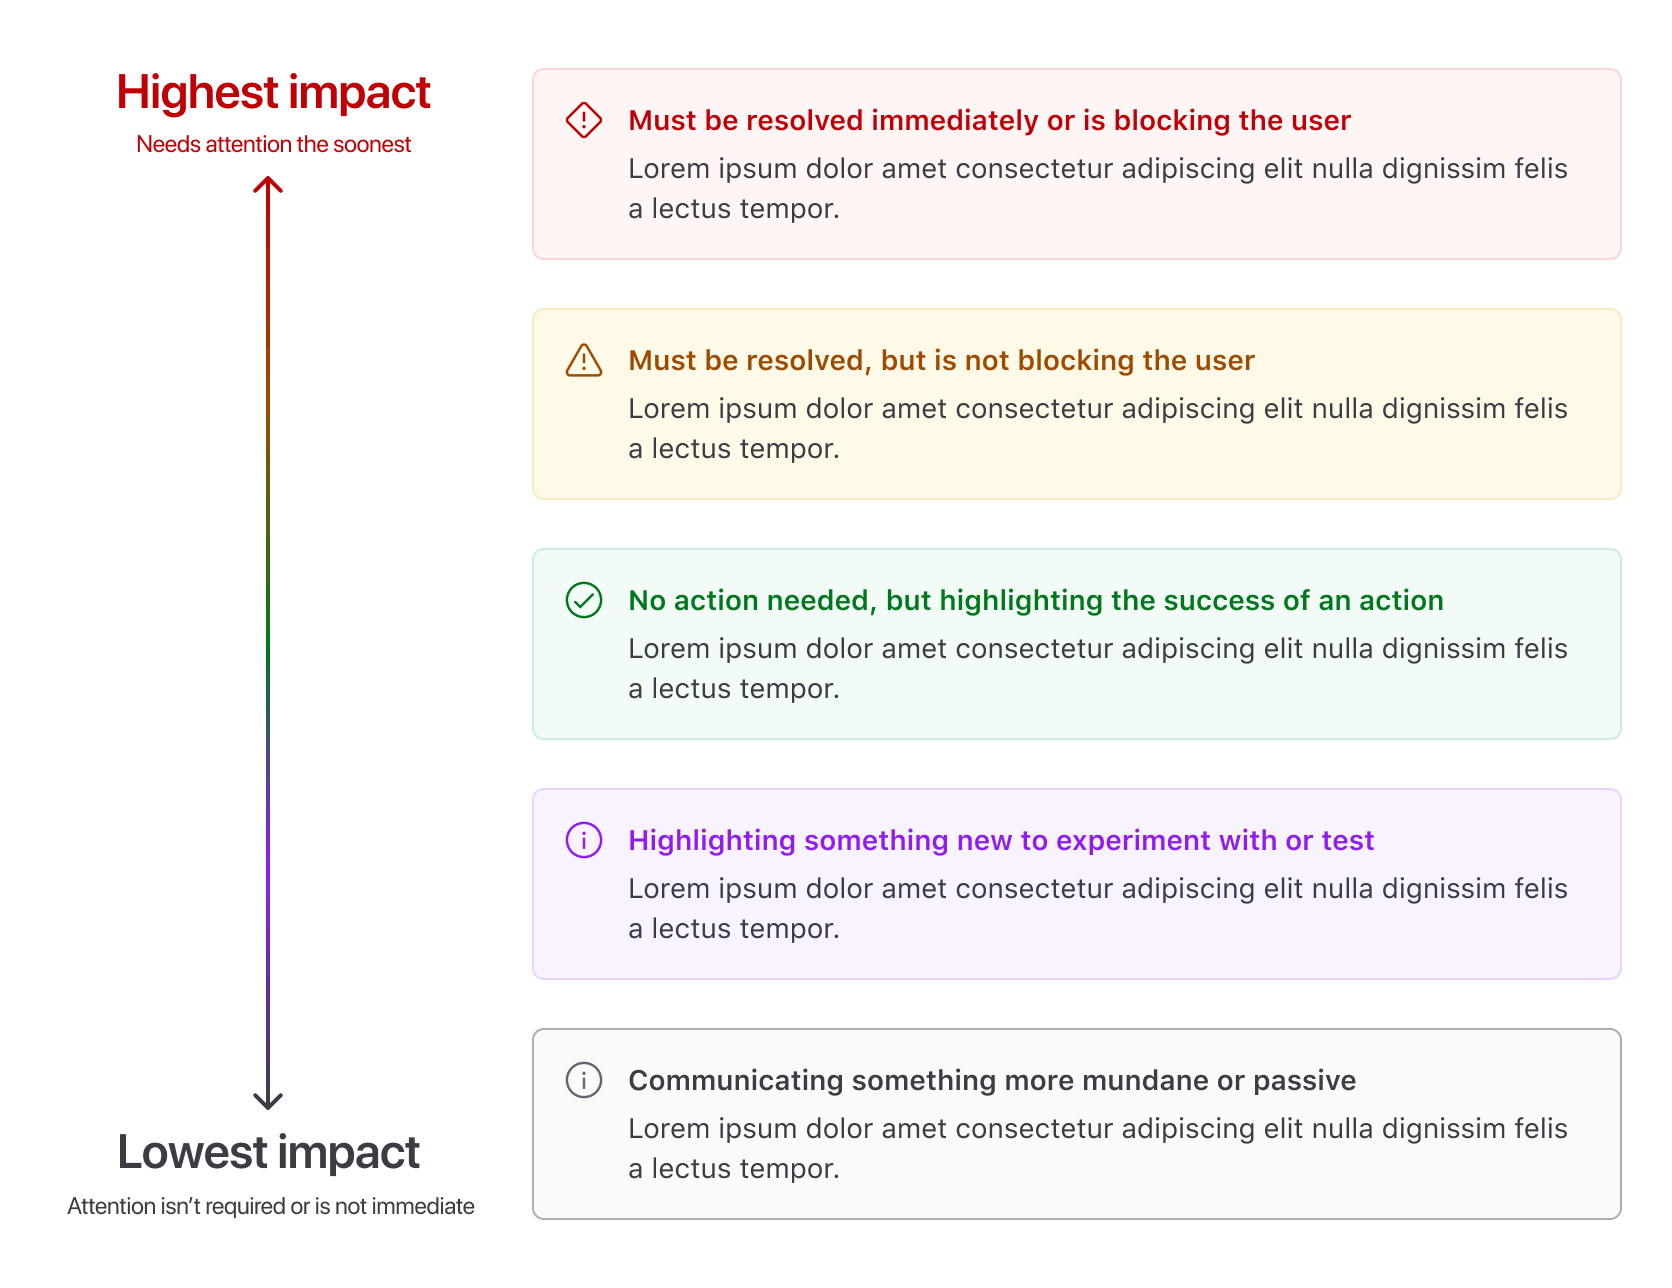 Highest impact
Needs attention the soonest
Must be resolved immediately or is blocking the user
Lorem ipsum dolor amet consectetur adipiscing elit nulla dignissim felis
a lectus tempor.
Must be resolved, but is not blocking the user
Lorem ipsum dolor amet consectetur adipiscing elit nulla dignissim felis
a lectus tempor.
No action needed, but highlighting the success of an action
Lorem ipsum dolor amet consectetur adipiscing elit nulla dignissim felis
a lectus tempor.
Highlighting something new to experiment with or test
Lorem ipsum dolor amet consectetur adipiscing elit nulla dignissim felis
a lectus tempor.
Communicating something more mundane or passive
Lorem ipsum dolor amet consectetur adipiscing elit nulla dignissim felis
a lectus tempor.
Lowest impact
Attention isn’t required or is not immediate